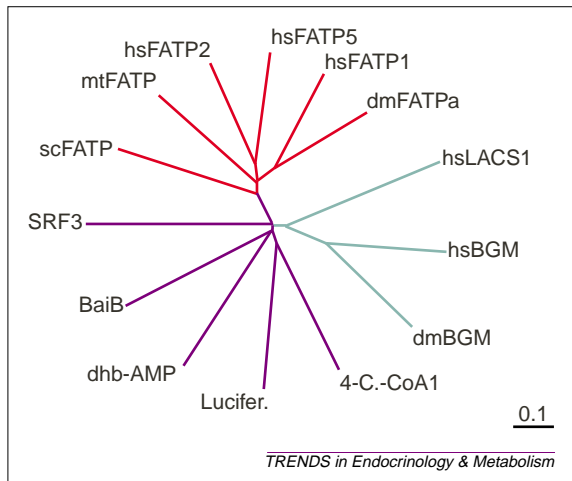 hsFATP5
hsFATP2
hsFATP1
mtFATP
dmFATPa
scFATP
hsLACS1
SRF3
hsBGM
BaiB
dmBGM
dhb-AMP
4-C.-CoA1
Lucifer.
0.1
TRENDS in Endocrinology & Metabolism